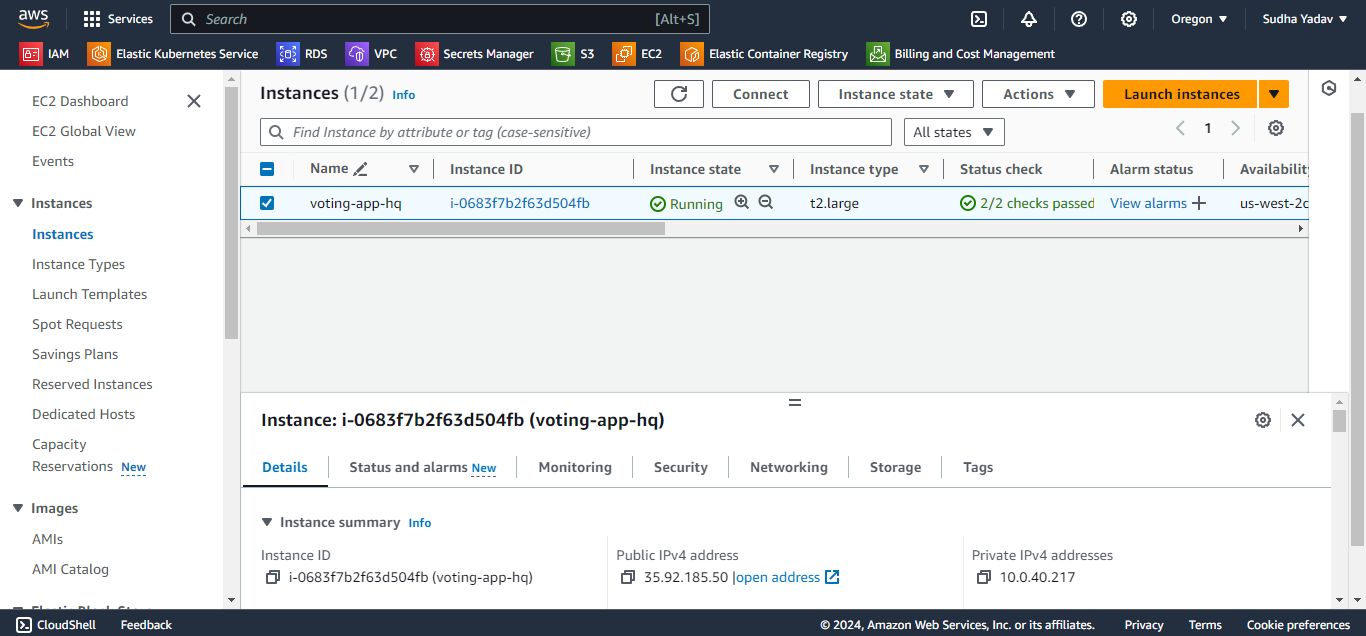 aws Services Search [Alt+S] Oregon Sudha Yadav
IAM Elastic Kubernetes Service RDS VPC Secrets Manager S3 EC2 Elastic Container Registry Billing and Cost Management
EC2 Dashboard
EC2 Global View
Events
Instances
Instances
Instance Types
Launch Templates
Spot Requests
Savings Plans
Reserved Instances
Dedicated Hosts
Capacity
Reservations New
Images
AMIs
AMI Catalog
Instances (1/2) Info Connect Instance state Actions Launch instances
Find Instance by attribute or tag (case-sensitive) All states 1
Name Instance ID Instance state Instance type Status check Alarm status Availability
voting-app-hq i-0683f7b2f63d504fb Running t2.large 2/2 checks passed View alarms us-west-2c
Instance: i-0683f7b2f63d504fb (voting-app-hq)
Details Status and alarms New Monitoring Security Networking Storage Tags
Instance summary Info
Instance ID Public IPv4 address Private IPv4 addresses
i-0683f7b2f63d504fb (voting-app-hq) 35.92.185.50 |open address 10.0.40.217
CloudShell Feedback © 2024, Amazon Web Services, Inc. or its affiliates. Privacy Terms Cookie preferences